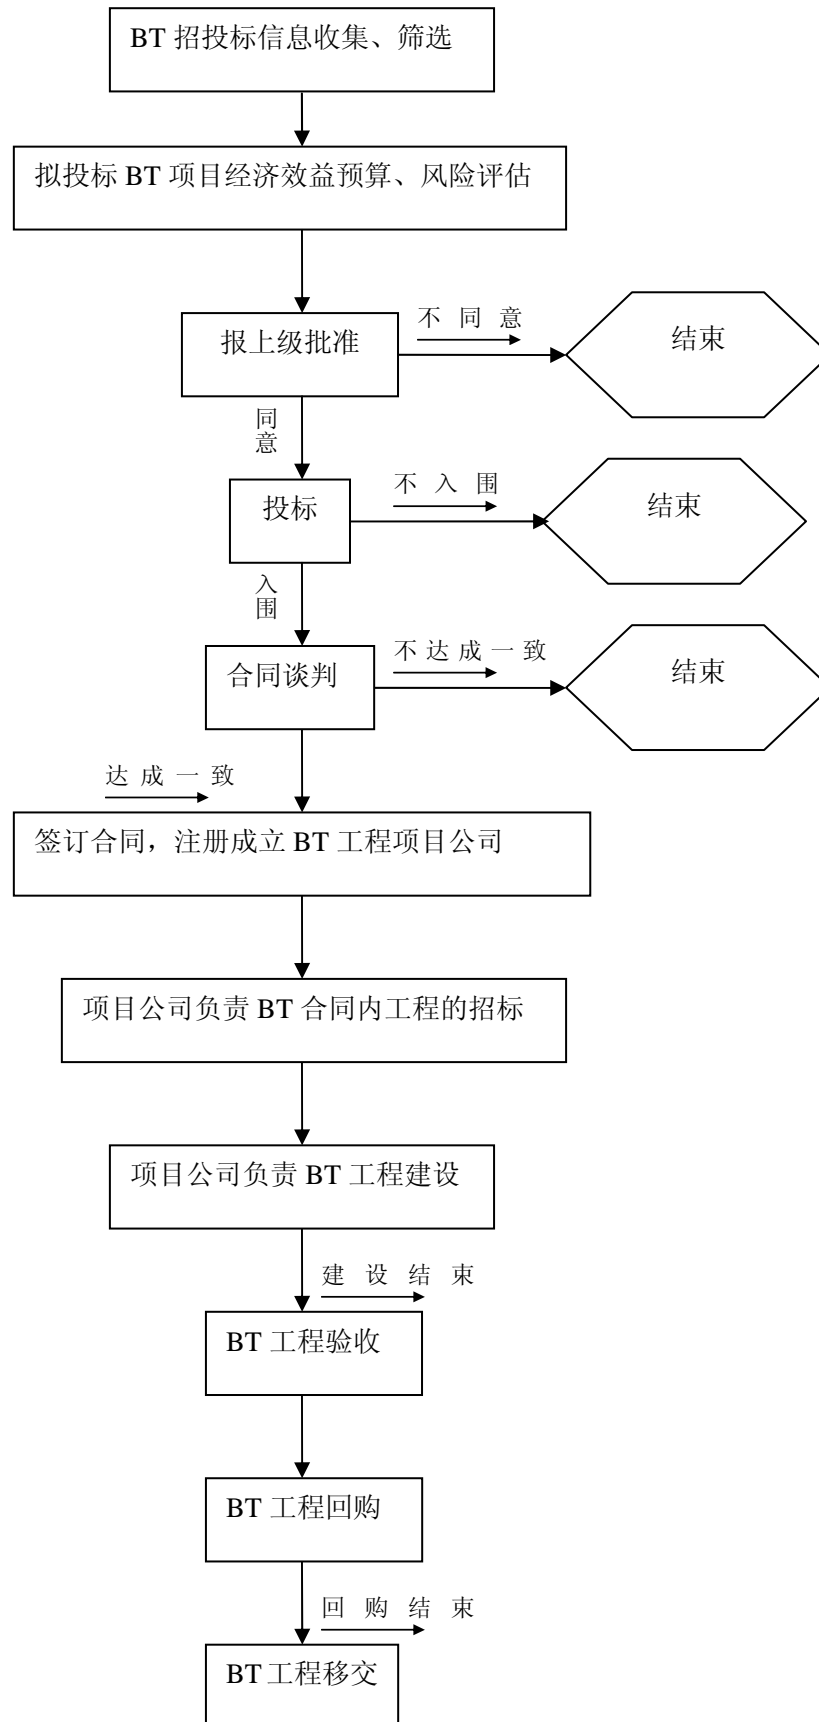 BT 招投标信息收集、筛选
拟投标 BT 项目经济效益预算、风险评估
不同意
报上级批准
结束
同
意
不入围
投标
结束
入
围
不达成一致
合同谈判
结束
达成一致
签订合同，注册成立 BT 工程项目公司
项目公司负责 BT 合同内工程的招标
项目公司负责 BT 工程建设
建设结束
BT 工程验收
BT 工程回购
回购结束
BT 工程移交